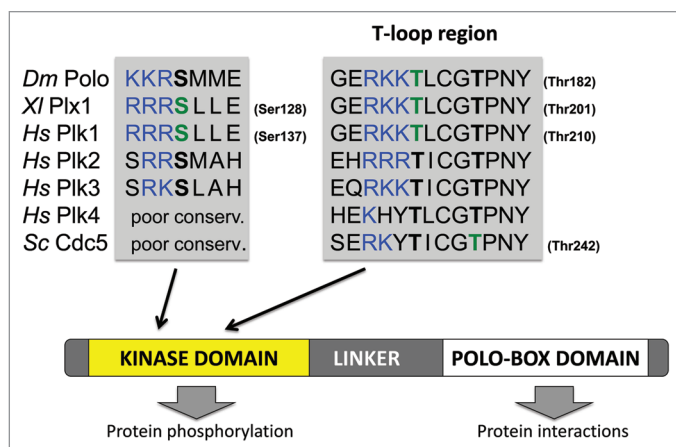 T-loop region
Dm Polo KKRSMME GERKKTLCGTPNY (Thr182)
Xl Plx1 RRRSLLE (Ser128) GERKKTLCGTPNY (Thr201)
Hs Plk1 RRRSLLE (Ser137) GERKKTLCGTPNY (Thr210)
Hs Plk2 SRRSMAH EHRRRTICGTPNY
Hs Plk3 SRKSLAH EQRKKTICGTPNY
Hs Plk4 poor conserv. HEKHYTLCGTPNY
Sc Cdc5 poor conserv. SERKYTICGTPNY (Thr242)
KINASE DOMAIN LINKER POLO-BOX DOMAIN
Protein phosphorylation Protein interactions